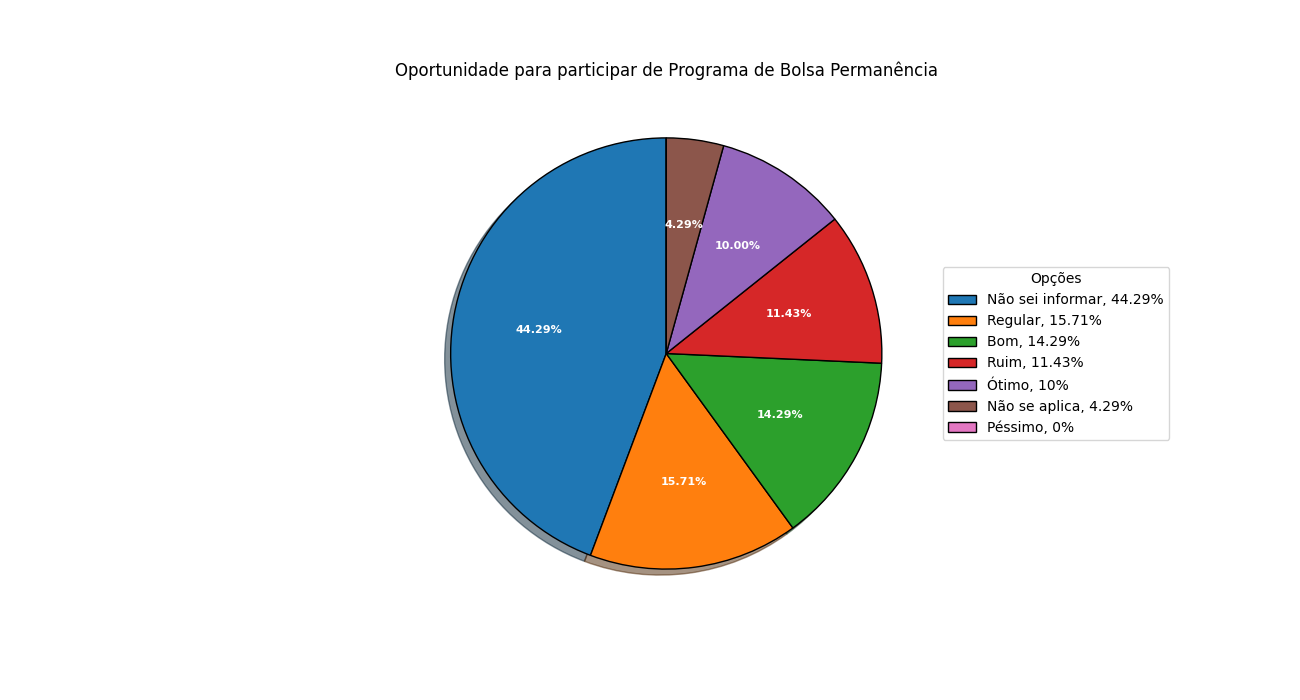 Oportunidade para participar de Programa de Bolsa Permanência
4.29%
10.00%
11.43%
44.29%
14.29%
15.71%
Opções
Não sei informar, 44.29%
Regular, 15.71%
Bom, 14.29%
Ruim, 11.43%
Ótimo, 10%
Não se aplica, 4.29%
Péssimo, 0%